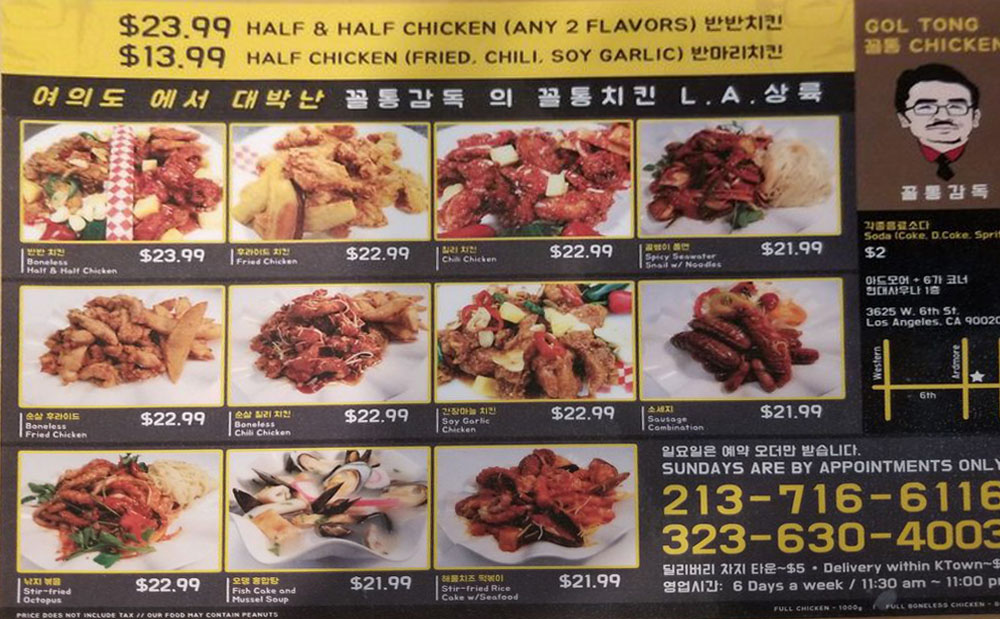 $23.99 HALF & HALF CHICKEN (ANY 2 FLAVORS) 반반치킨
$13.99 HALF CHICKEN (FRIED, CHILI, SOY GARLIC) 반마리치킨
여의도 에서 대박난 꼴통감독 의 꼴통치킨 L.A.상륙
반반 치킨
Boneless
Half & Half Chicken
$23.99
후라이드 치킨
Fried Chicken
$22.99
칠리 치킨
Chili Chicken
$22.99
골뱅이 쫄면
Spicy Seawater
Snail w/ Noodles
$21.99
순살 후라이드
Boneless
Fried Chicken
$22.99
순살 칠리 치킨
Boneless
Chili Chicken
$22.99
간장마늘 치킨
Soy Garlic
Chicken
$22.99
소세지
Sausage
Combination
$21.99
낙지 볶음
Stir-fried
Octopus
$22.99
오뎅 홍합탕
Fish Cake and
Mussel Soup
$21.99
해물치즈 떡볶이
Stir-fried Rice
Cake w/Seafood
$21.99
PRICE DOES NOT INCLUDE TAX // OUR FOOD MAY CONTAIN PEANUTS
GOL TONG
꼴통 CHICKEN
꼴통감독
각종음료소다
Soda (Coke, D.Coke, Sprit
$2
아드모어 + 6가 코너
현대사우나 1층
3625 W. 6th St.
Los Angeles, CA 90020
Western
Ardmore
6th
일요일은 예약 오더만 받습니다.
SUNDAYS ARE BY APPOINTMENTS ONLY
213-716-6116
323-630-4003
딜리버리 차지 타운~$5 • Delivery within KTown~$
영업시간: 6 Days a week / 11:30 am ~ 11:00 p
FULL CHICKEN - 1000g / FULL BONELESS CHICKEN -